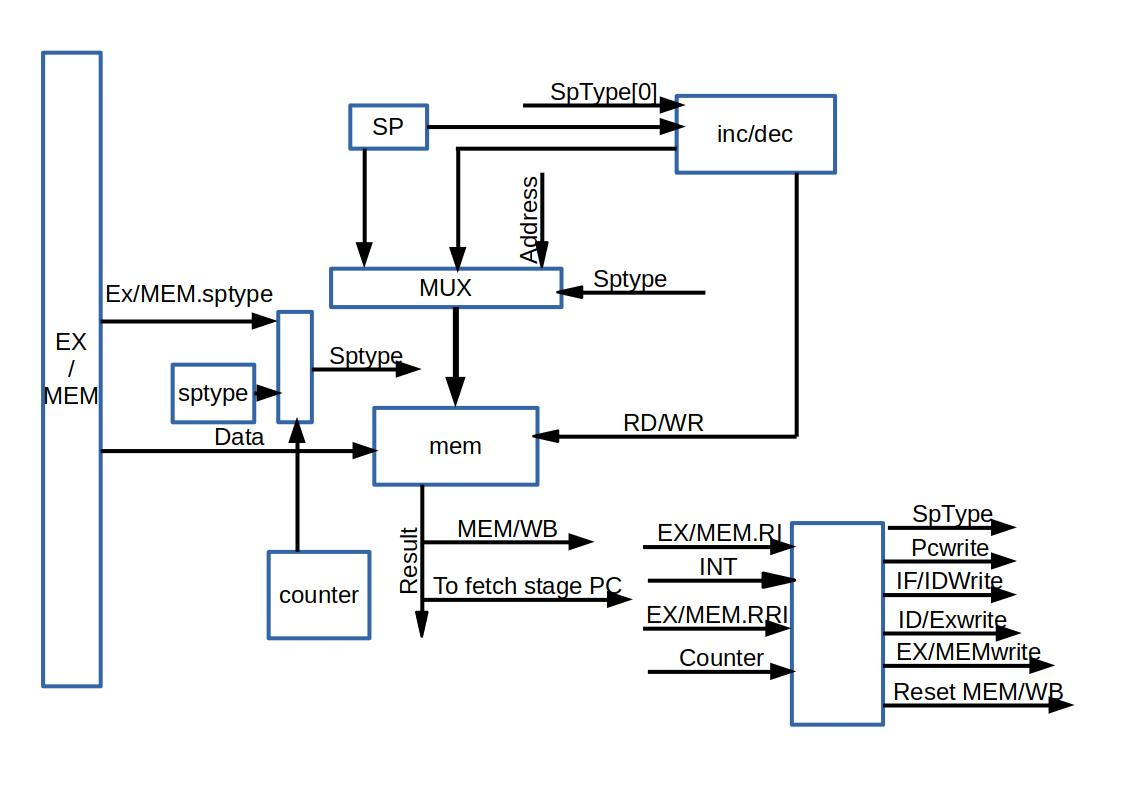 SpType[0]
SP
inc/dec
Address
MUX
Sptype
Ex/MEM.sptype
EX
/
MEM
Sptype
sptype
Data
mem
RD/WR
Result
MEM/WB
To fetch stage PC
counter
EX/MEM.RI
INT
EX/MEM.RRI
Counter
SpType
Pcwrite
IF/IDWrite
ID/Exwrite
EX/MEMwrite
Reset MEM/WB